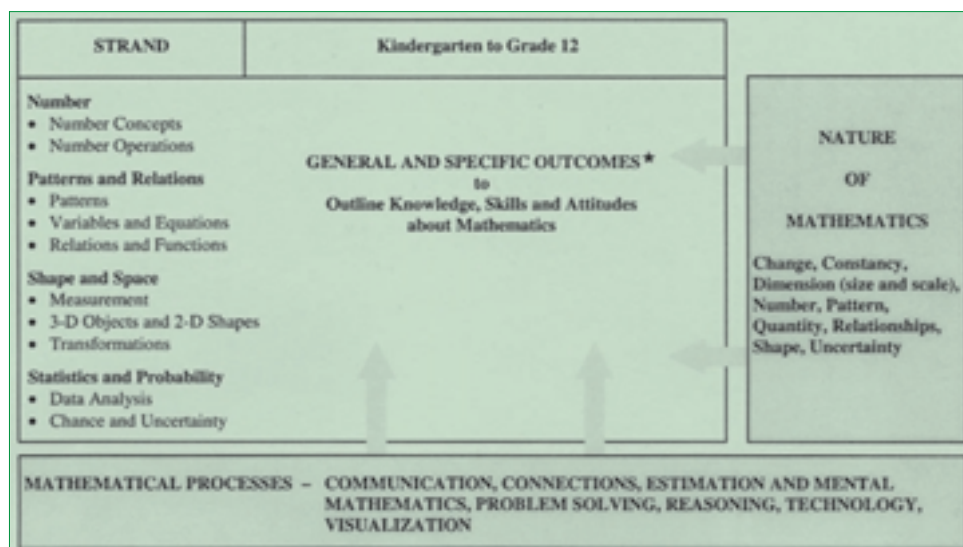 STRAND
Kindergarten to Grade 12
Number
• Number Concepts
• Number Operations
Patterns and Relations
• Patterns
• Variables and Equations
• Relations and Functions
Shape and Space
• Measurement
• 3-D Objects and 2-D Shapes
• Transformations
Statistics and Probability
• Data Analysis
• Chance and Uncertainty
GENERAL AND SPECIFIC OUTCOMES★
to
Outline Knowledge, Skills and Attitudes
about Mathematics
NATURE
OF
MATHEMATICS
Change, Constancy,
Dimension (size and scale),
Number, Pattern,
Quantity, Relationships,
Shape, Uncertainty
MATHEMATICAL PROCESSES – COMMUNICATION, CONNECTIONS, ESTIMATION AND MENTAL
MATHEMATICS, PROBLEM SOLVING, REASONING, TECHNOLOGY,
VISUALIZATION